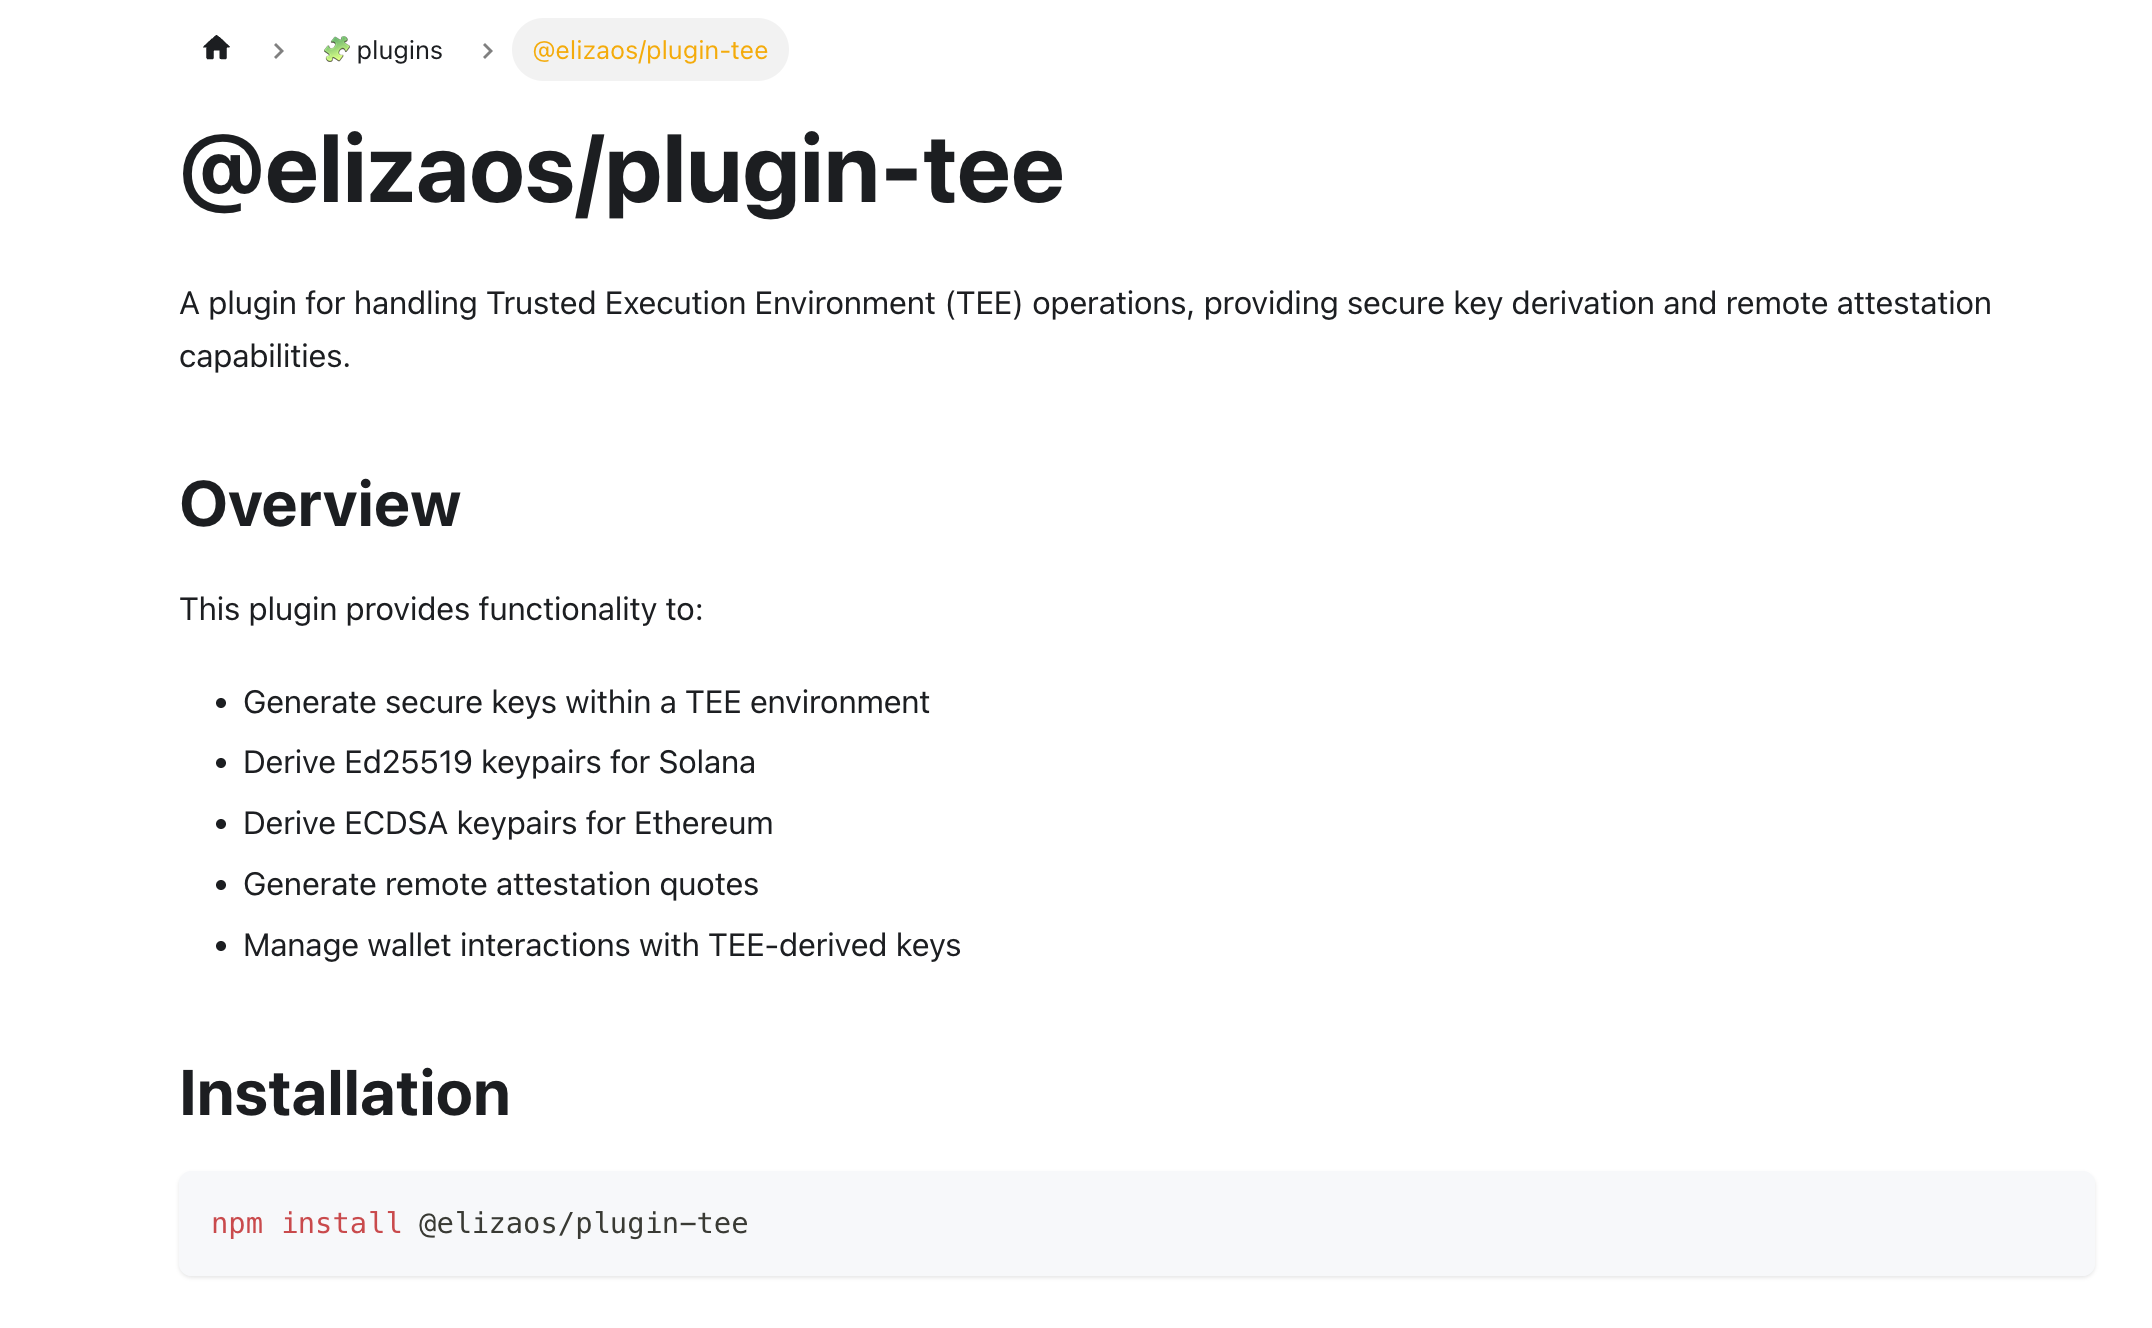 plugins
@elizaos/plugin-tee
@elizaos/plugin-tee
A plugin for handling Trusted Execution Environment (TEE) operations, providing secure key derivation and remote attestation
capabilities.
Overview
This plugin provides functionality to:
Generate secure keys within a TEE environment
Derive Ed25519 keypairs for Solana
Derive ECDSA keypairs for Ethereum
Generate remote attestation quotes
Manage wallet interactions with TEE-derived keys
Installation
npm install @elizaos/plugin-tee